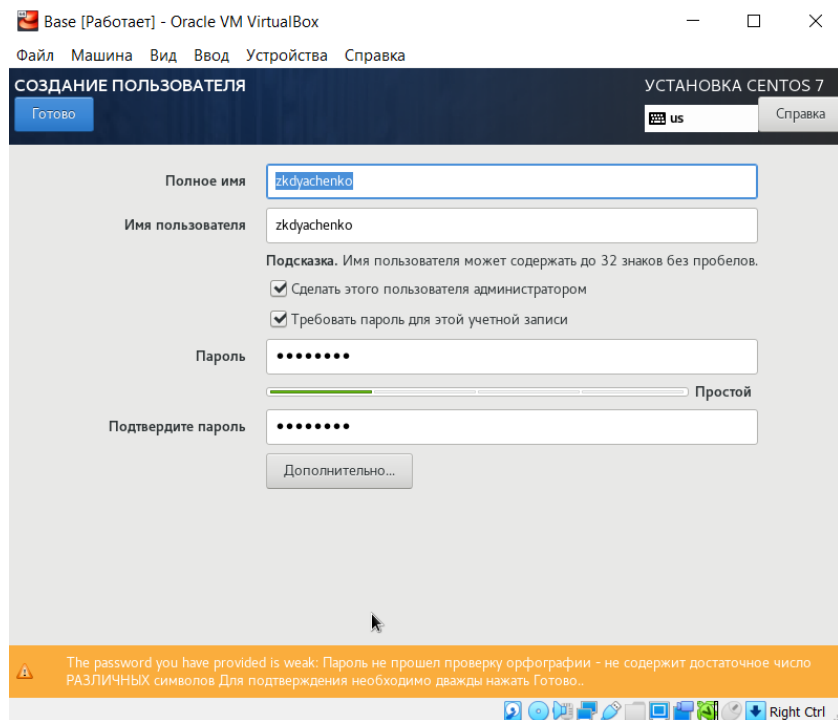 Base [Работает] - Oracle VM VirtualBox
Файл Машина Вид Ввод Устройства Справка
СОЗДАНИЕ ПОЛЬЗОВАТЕЛЯ
УСТАНОВКА CENTOS 7
Готово
us
Справка
Полное имя
zkdyachenko
Имя пользователя
zkdyachenko
Подсказка. Имя пользователя может содержать до 32 знаков без пробелов.
Сделать этого пользователя администратором
Требовать пароль для этой учетной записи
Пароль
••••••••
Простой
Подтвердите пароль
••••••••
Дополнительно...
The password you have provided is weak: Пароль не прошел проверку орфографии - не содержит достаточное число
РАЗЛИЧНЫХ символов Для подтверждения необходимо дважды нажать Готово..
Right Ctrl